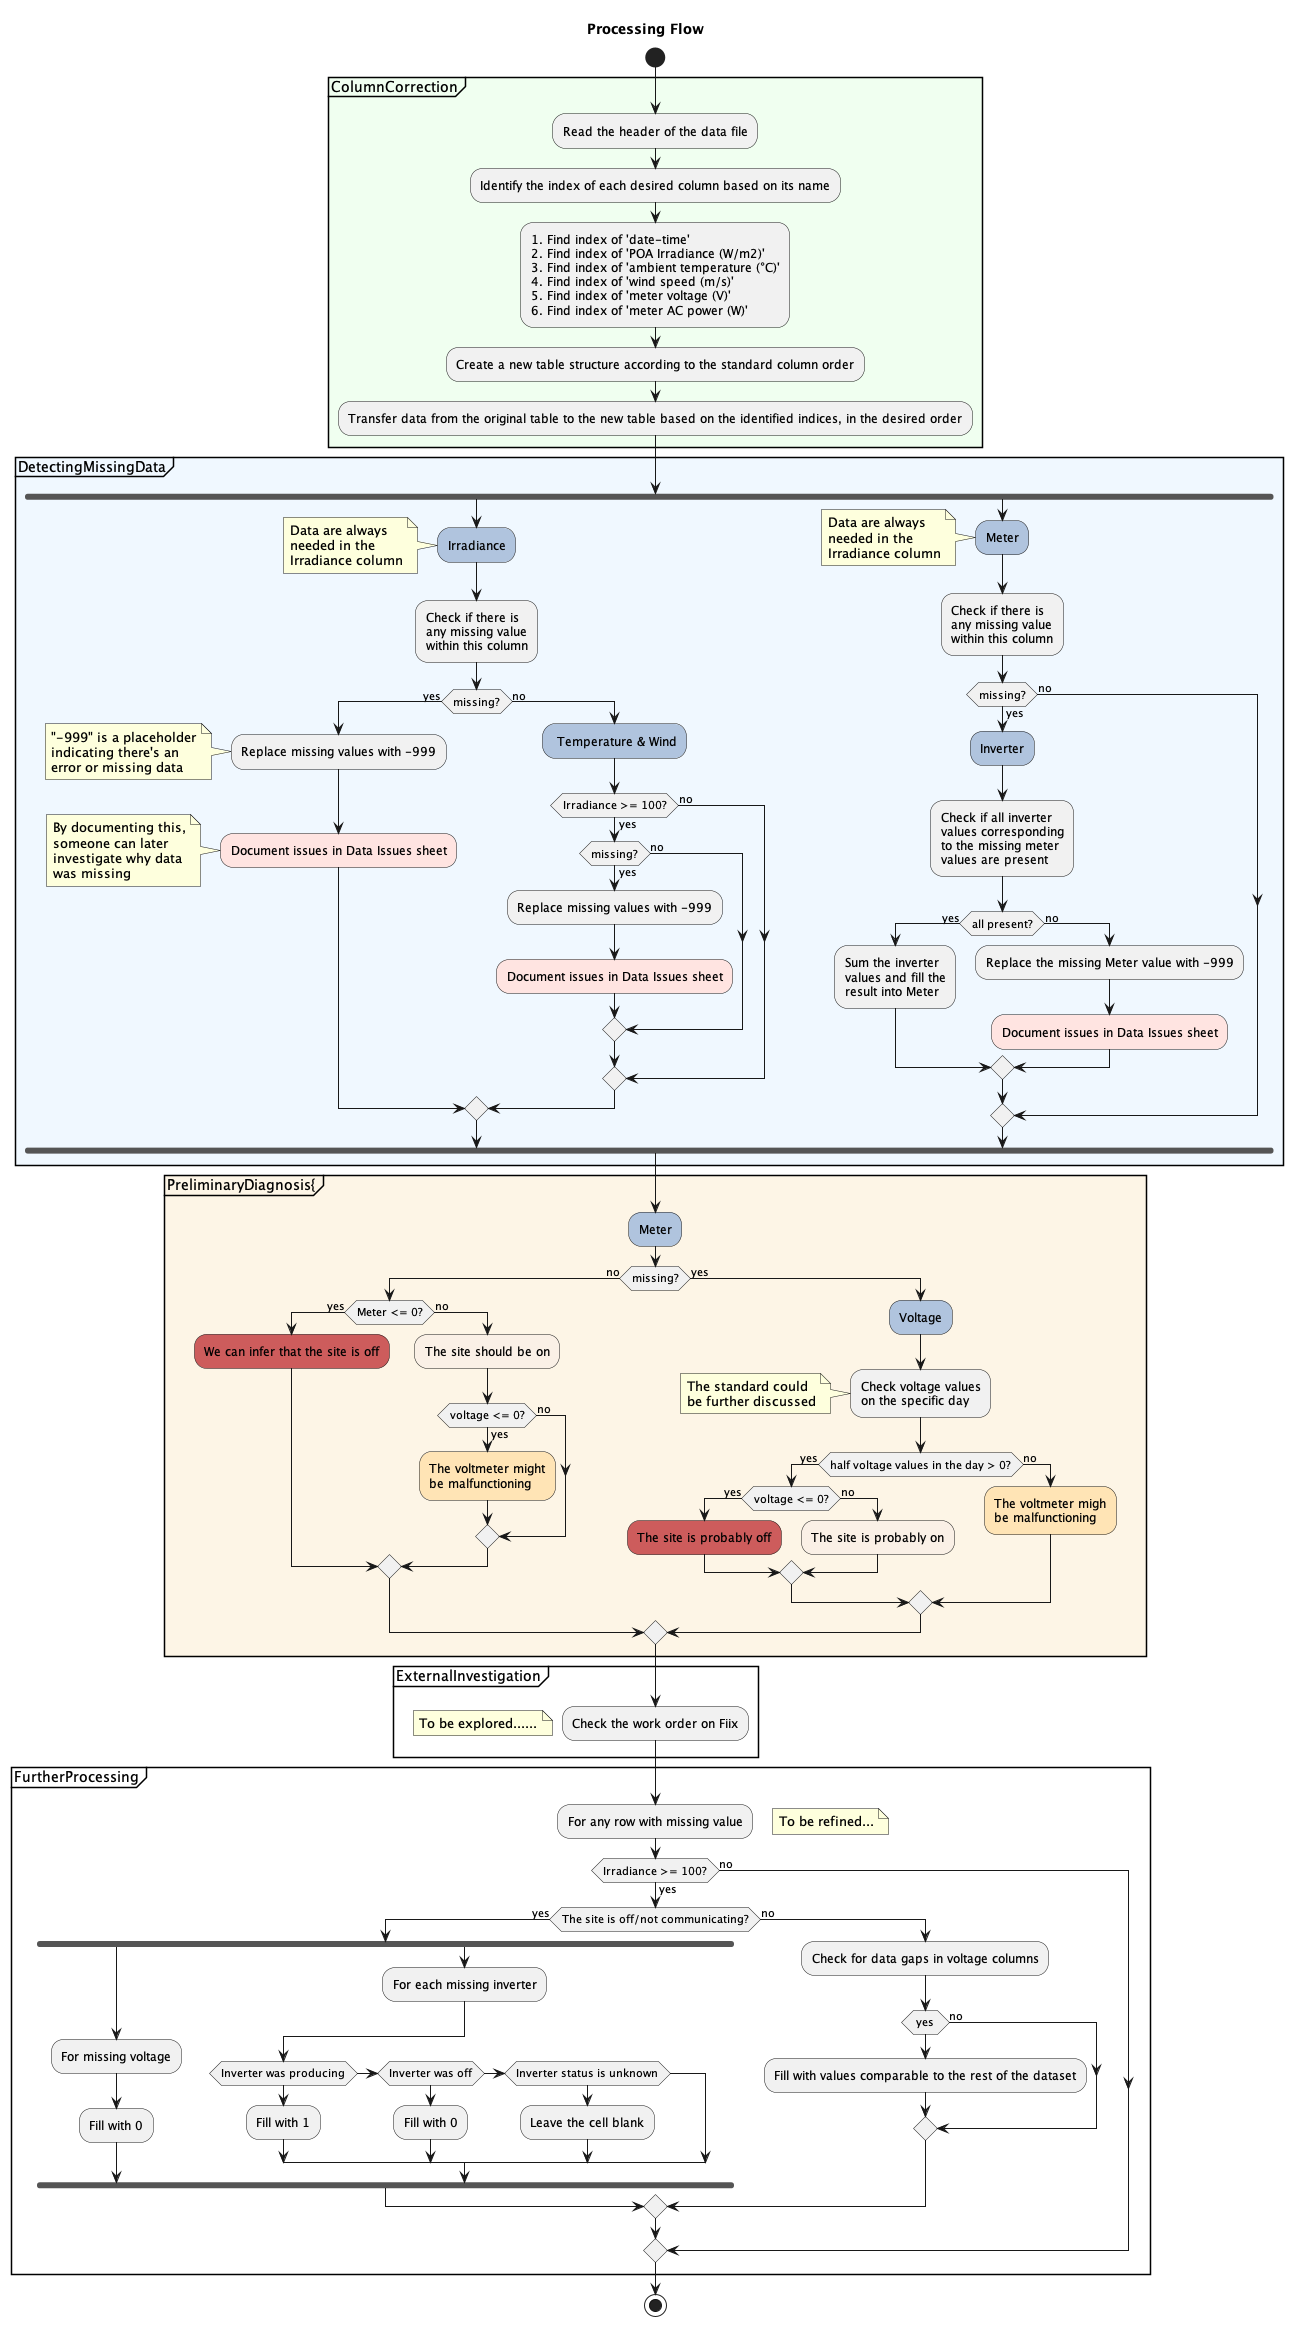 Processing Flow
ColumnCorrection
Read the header of the data file
Identify the index of each desired column based on its name
1. Find index of 'date-time'
2. Find index of 'POA Irradiance (W/m2)'
3. Find index of 'ambient temperature (°C)'
4. Find index of 'wind speed (m/s)'
5. Find index of 'meter voltage (V)'
6. Find index of 'meter AC power (W)'
Create a new table structure according to the standard column order
Transfer data from the original table to the new table based on the identified indices, in the desired order
DetectingMissingData
Data are always
needed in the
Irradiance column
Irradiance
Check if there is
any missing value
within this column
missing?
yes
no
"-999" is a placeholder
indicating there's an
error or missing data
Replace missing values with -999
By documenting this,
someone can later
investigate why data
was missing
Document issues in Data Issues sheet
Temperature & Wind
Irradiance >= 100?
no
yes
missing?
no
yes
Replace missing values with -999
Document issues in Data Issues sheet
Data are always
needed in the
Irradiance column
Meter
Check if there is
any missing value
within this column
missing?
no
yes
Inverter
Check if all inverter
values corresponding
to the missing meter
values are present
yes
all present?
no
Sum the inverter
values and fill the
result into Meter
Replace the missing Meter value with -999
Document issues in Data Issues sheet
PreliminaryDiagnosis{
Meter
no
missing?
yes
yes
Meter <= 0?
no
We can infer that the site is off
The site should be on
voltage <= 0?
no
yes
The voltmeter might
be malfunctioning
Voltage
The standard could
be further discussed
Check voltage values
on the specific day
yes
half voltage values in the day > 0?
no
yes
voltage <= 0?
no
The site is probably off
The site is probably on
The voltmeter migh
be malfunctioning
ExternalInvestigation
To be explored......
Check the work order on Fiix
FurtherProcessing
For any row with missing value
To be refined...
Irradiance >= 100?
no
yes
yes
The site is off/not communicating?
no
For missing voltage
Fill with 0
For each missing inverter
Inverter was producing
Inverter was off
Inverter status is unknown
Fill with 1
Fill with 0
Leave the cell blank
Check for data gaps in voltage columns
yes
no
Fill with values comparable to the rest of the dataset